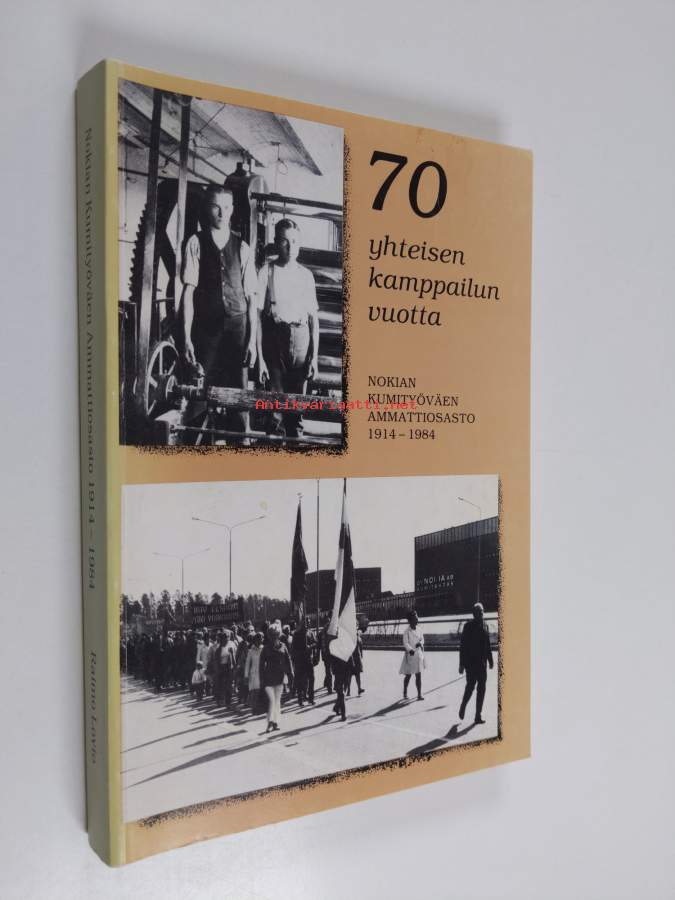 70
yhteisen
kamppailun
vuotta
NOKIAN
KUMITYÖVÄEN
AMMATTIOSASTO
1914 – 1984
Antikvariaatti.net
Nokian Kumityöväen Ammattiosasto 1914 – 1984 Raimo Lovio